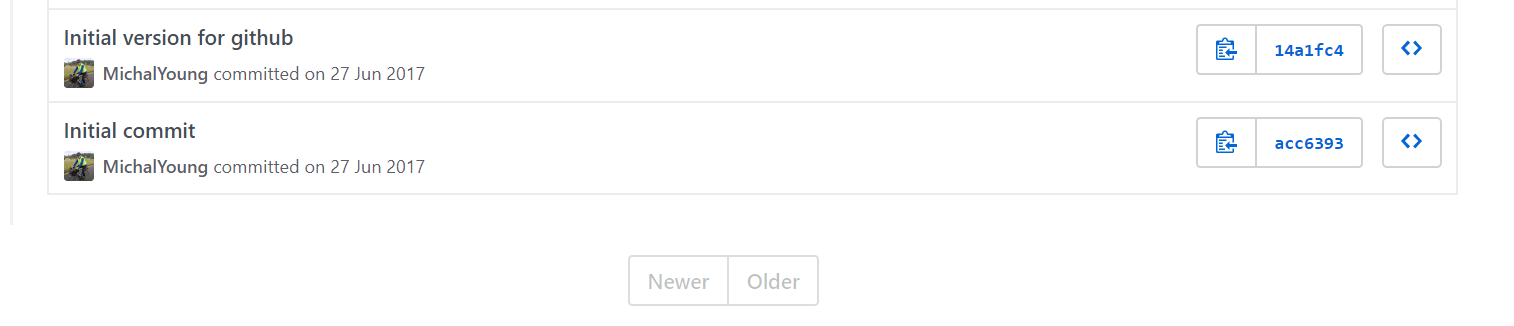 Initial version for github
MichalYoung committed on 27 Jun 2017
14a1fc4
Initial commit
MichalYoung committed on 27 Jun 2017
acc6393
Newer Older